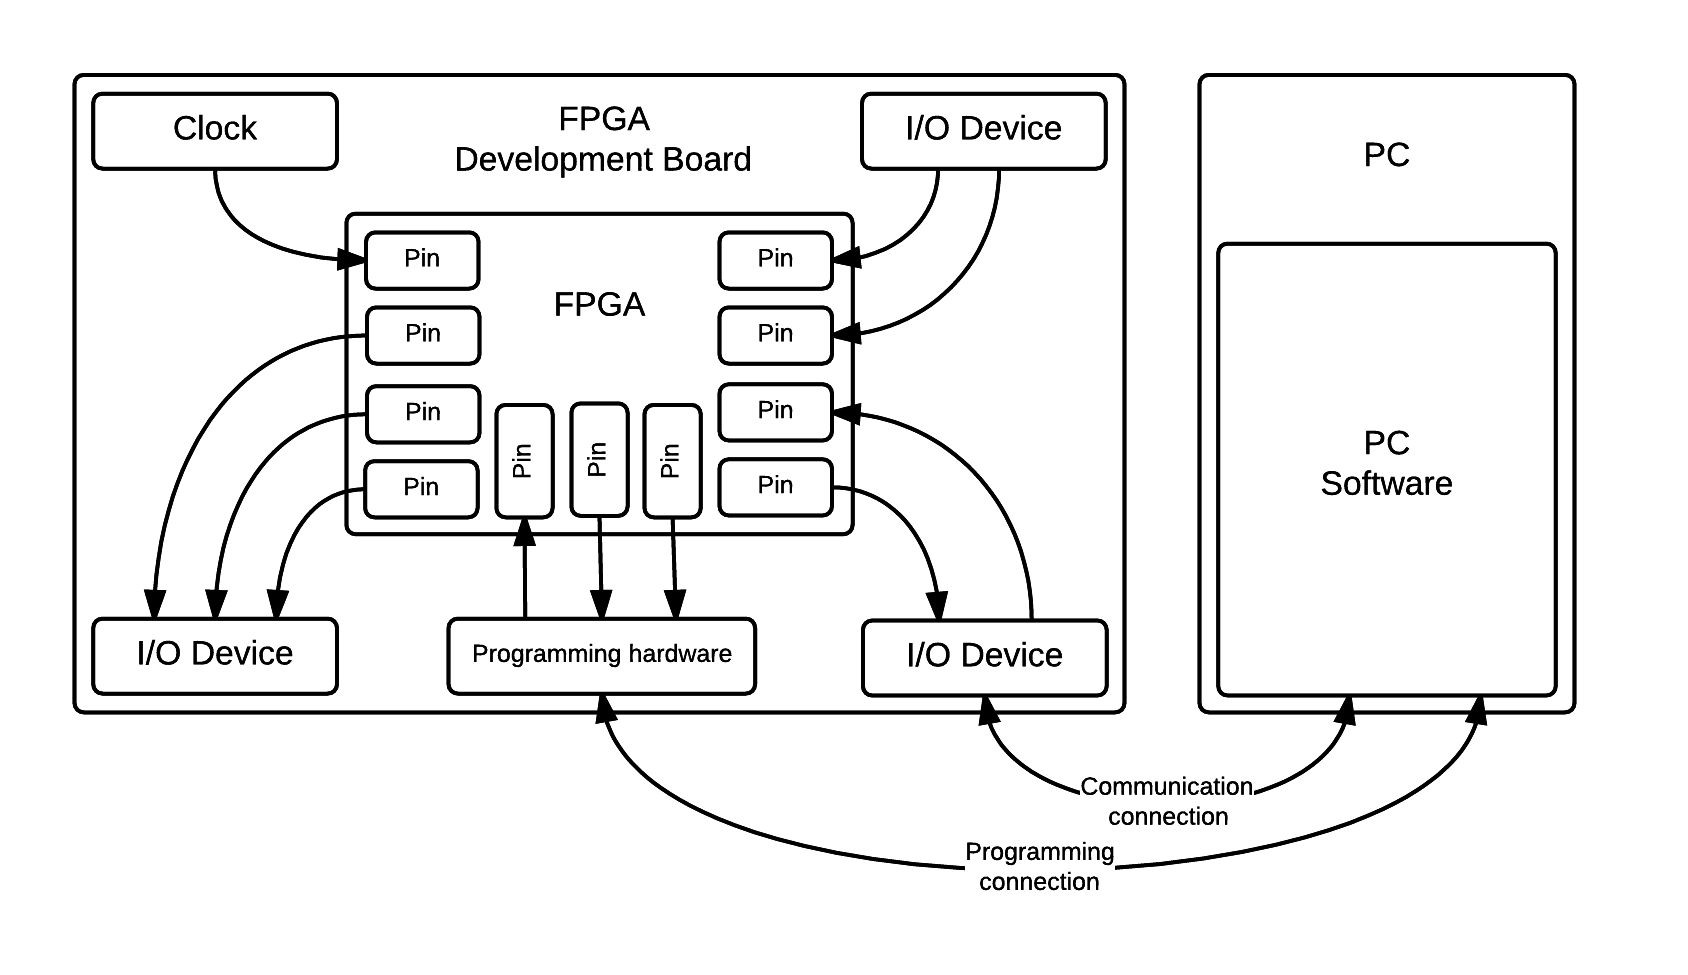 Clock
FPGA
Development Board
I/O Device
PC
Pin
Pin
FPGA
Pin
Pin
Pin
Pin
Pin
Pin
Pin
Pin
Pin
PC
Software
I/O Device
Programming hardware
I/O Device
Communication
connection
Programming
connection